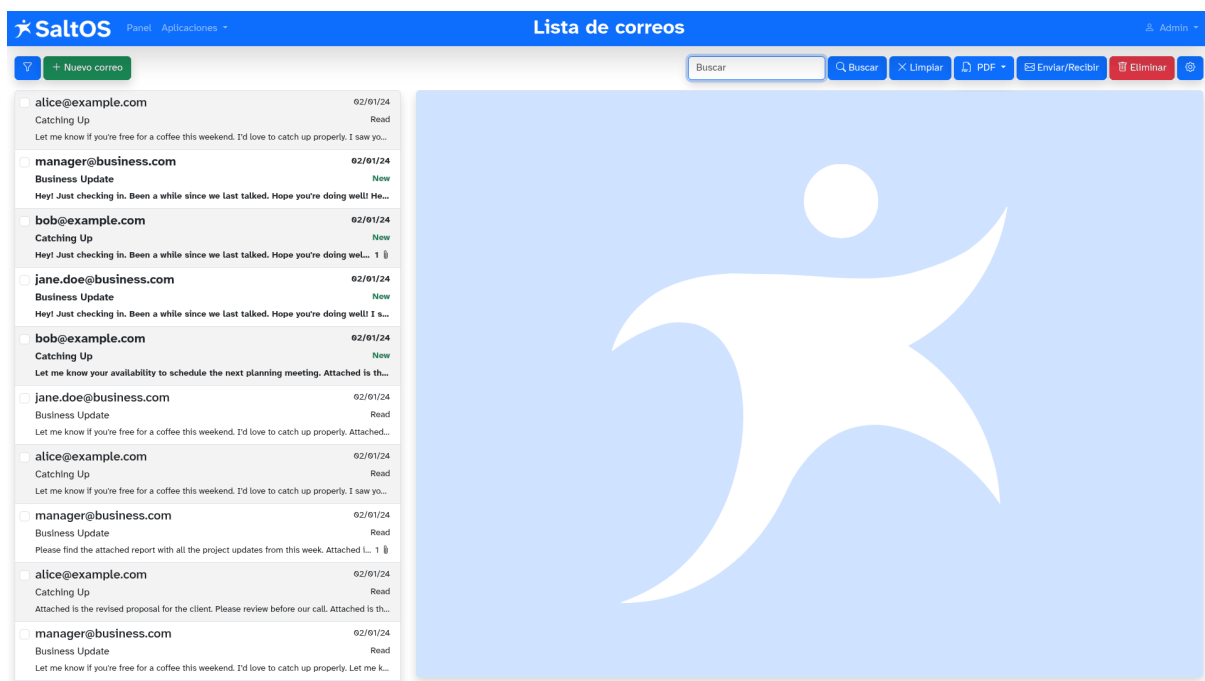 SaltOS Panel Aplicaciones Lista de correos Admin
+ Nuevo correo Buscar Buscar Limpiar PDF Enviar/Recibir Eliminar
alice@example.com 02/01/24
Catching Up Read
Let me know if you're free for a coffee this weekend. I'd love to catch up properly. I saw yo...
manager@business.com 02/01/24
Business Update New
Hey! Just checking in. Been a while since we last talked. Hope you're doing well! He...
bob@example.com 02/01/24
Catching Up New
Hey! Just checking in. Been a while since we last talked. Hope you're doing wel... 1
jane.doe@business.com 02/01/24
Business Update New
Hey! Just checking in. Been a while since we last talked. Hope you're doing well! I s...
bob@example.com 02/01/24
Catching Up New
Let me know your availability to schedule the next planning meeting. Attached is th...
jane.doe@business.com 02/01/24
Business Update Read
Let me know if you're free for a coffee this weekend. I'd love to catch up properly. Attached...
alice@example.com 02/01/24
Catching Up Read
Let me know if you're free for a coffee this weekend. I'd love to catch up properly. I saw yo...
manager@business.com 02/01/24
Business Update Read
Please find the attached report with all the project updates from this week. Attached i... 1
alice@example.com 02/01/24
Catching Up Read
Attached is the revised proposal for the client. Please review before our call. Attached is th...
manager@business.com 02/01/24
Business Update Read
Let me know if you're free for a coffee this weekend. I'd love to catch up properly. Let me k...